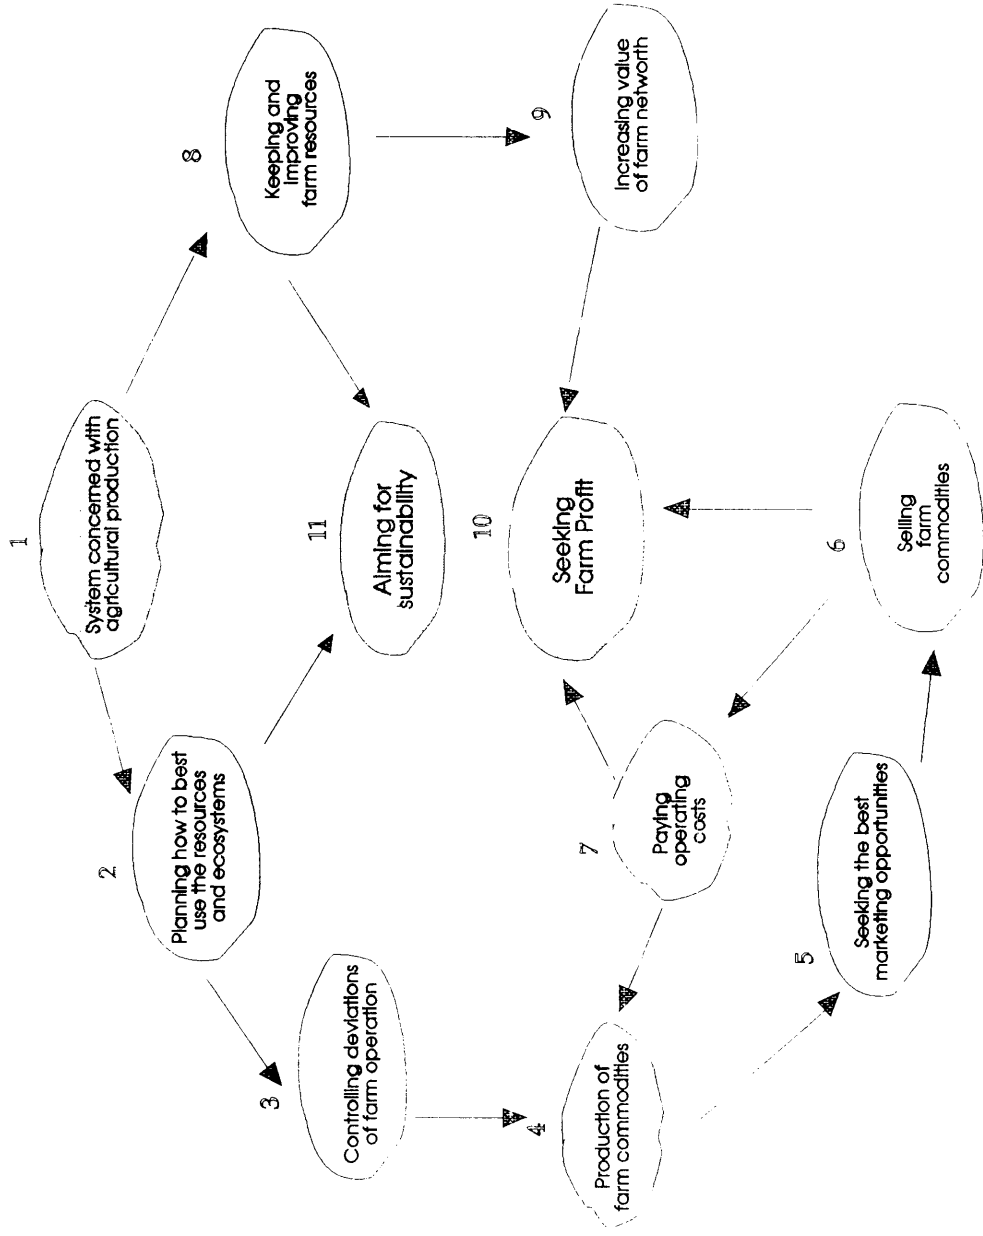 1
System concerned with
agricultural production
2
Planning how to best
use the resources
and ecosystems
3
Controlling deviations
of farm operation
4
Production of
farm commodities
5
Seeking the best
marketing opportunities
6
Selling
farm
commodities
7
Paying
operating
costs
8
Keeping and
improving
farm resources
9
Increasing value
of farm networth
10
Seeking
Farm Profit
11
Aiming for
sustainability